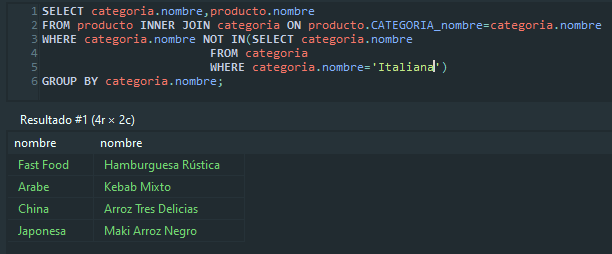 1 SELECT categoria.nombre,producto.nombre
2 FROM producto INNER JOIN categoria ON producto.CATEGORIA_nombre=categoria.nombre
3 WHERE categoria.nombre NOT IN(SELECT categoria.nombre
4 FROM categoria
5 WHERE categoria.nombre='Italiana')
6 GROUP BY categoria.nombre;
Resultado #1 (4r × 2c)
nombre nombre
Fast Food Hamburguesa Rústica
Arabe Kebab Mixto
China Arroz Tres Delicias
Japonesa Maki Arroz Negro